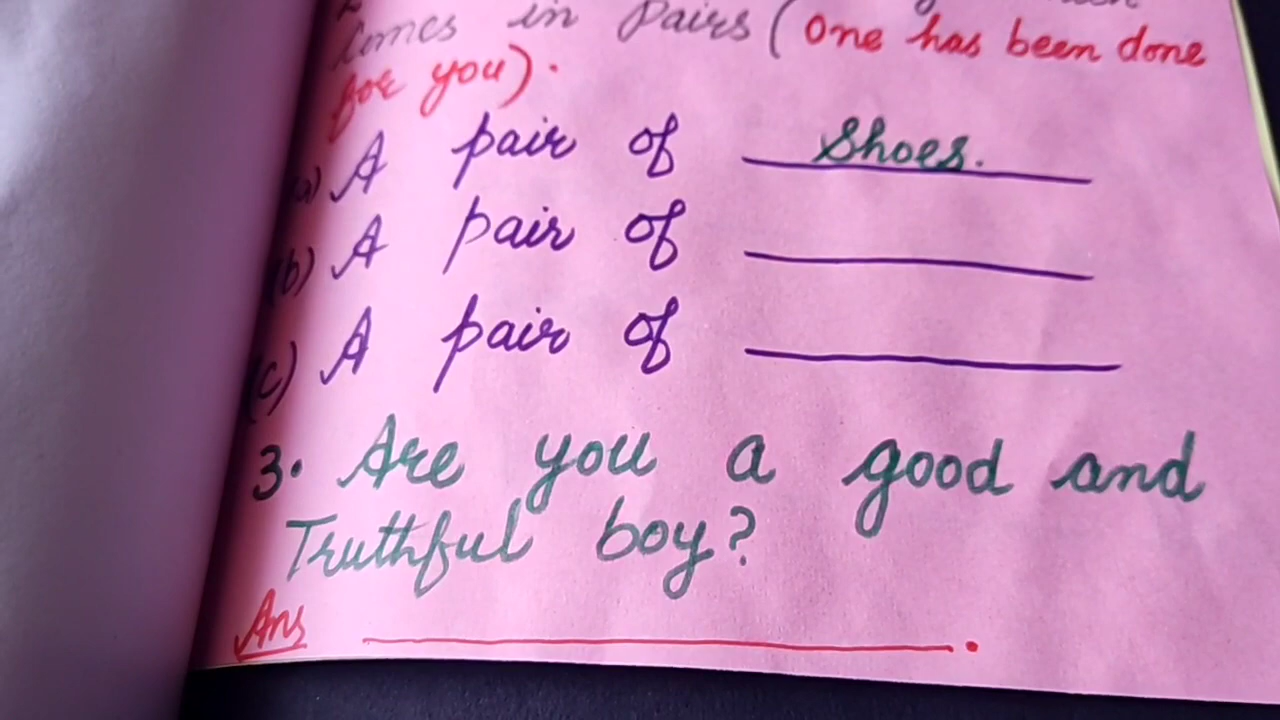 comes in Pairs (One has been done
for you).
(a) A pair of Shoes.
(b) A pair of
(c) A pair of
3. Are you a good and
Truthful boy?
Ans .